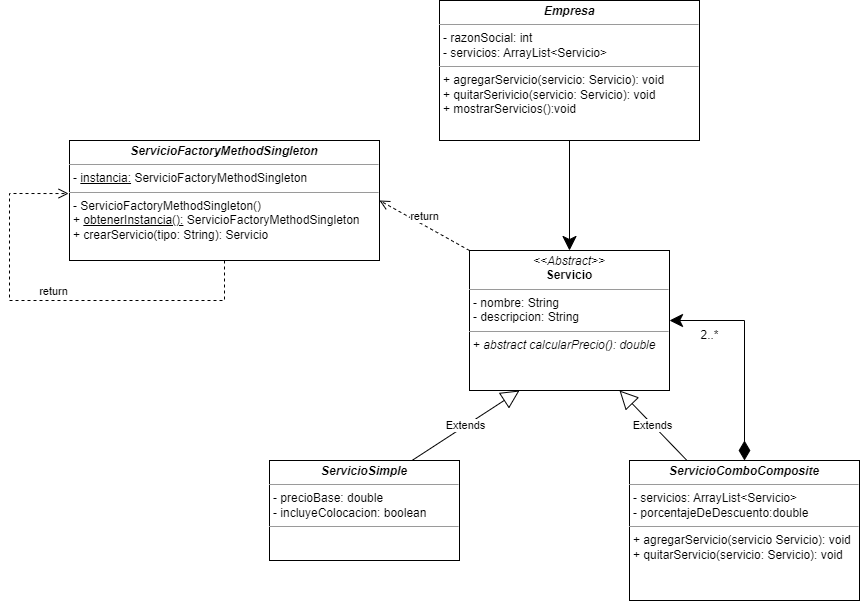 Empresa
- razonSocial: int
- servicios: ArrayList<Servicio>
+ agregarServicio(servicio: Servicio): void
+ quitarSerivicio(servicio: Servicio): void
+ mostrarServicios():void
ServicioFactoryMethodSingleton
- instancia: ServicioFactoryMethodSingleton
- ServicioFactoryMethodSingleton()
+ obtenerInstancia(): ServicioFactoryMethodSingleton
+ crearServicio(tipo: String): Servicio
return
return
<<Abstract>>
Servicio
- nombre: String
- descripcion: String
+ abstract calcularPrecio(): double
2..*
Extends
Extends
ServicioSimple
- precioBase: double
- incluyeColocacion: boolean
ServicioComboComposite
- servicios: ArrayList<Servicio>
- porcentajeDeDescuento:double
+ agregarServicio(servicio Servicio): void
+ quitarServicio(servicio: Servicio): void